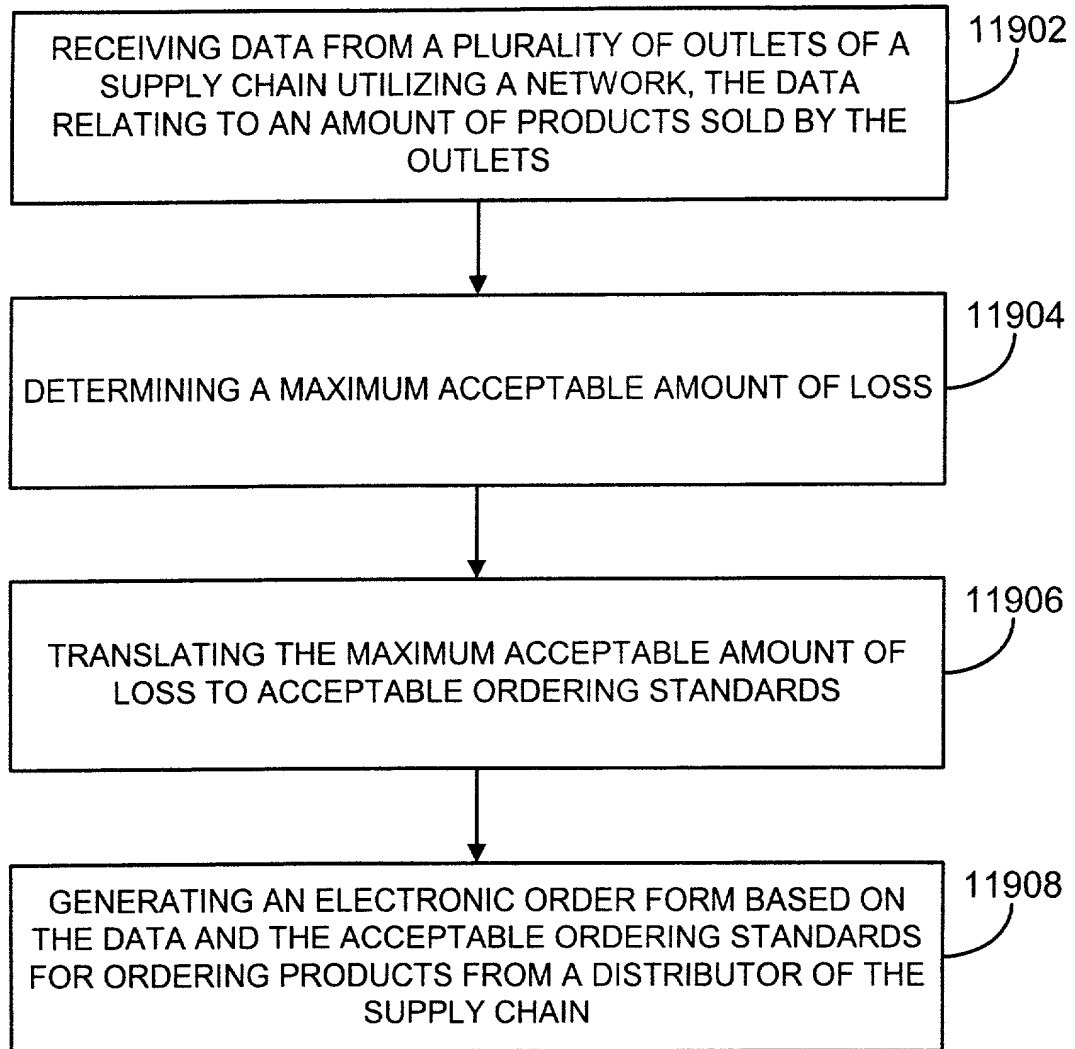 RECEIVING DATA FROM A PLURALITY OF OUTLETS OF A
SUPPLY CHAIN UTILIZING A NETWORK, THE DATA
RELATING TO AN AMOUNT OF PRODUCTS SOLD BY THE
OUTLETS
11902
DETERMINING A MAXIMUM ACCEPTABLE AMOUNT OF LOSS
11904
TRANSLATING THE MAXIMUM ACCEPTABLE AMOUNT OF
LOSS TO ACCEPTABLE ORDERING STANDARDS
11906
GENERATING AN ELECTRONIC ORDER FORM BASED ON
THE DATA AND THE ACCEPTABLE ORDERING STANDARDS
FOR ORDERING PRODUCTS FROM A DISTRIBUTOR OF THE
SUPPLY CHAIN
11908